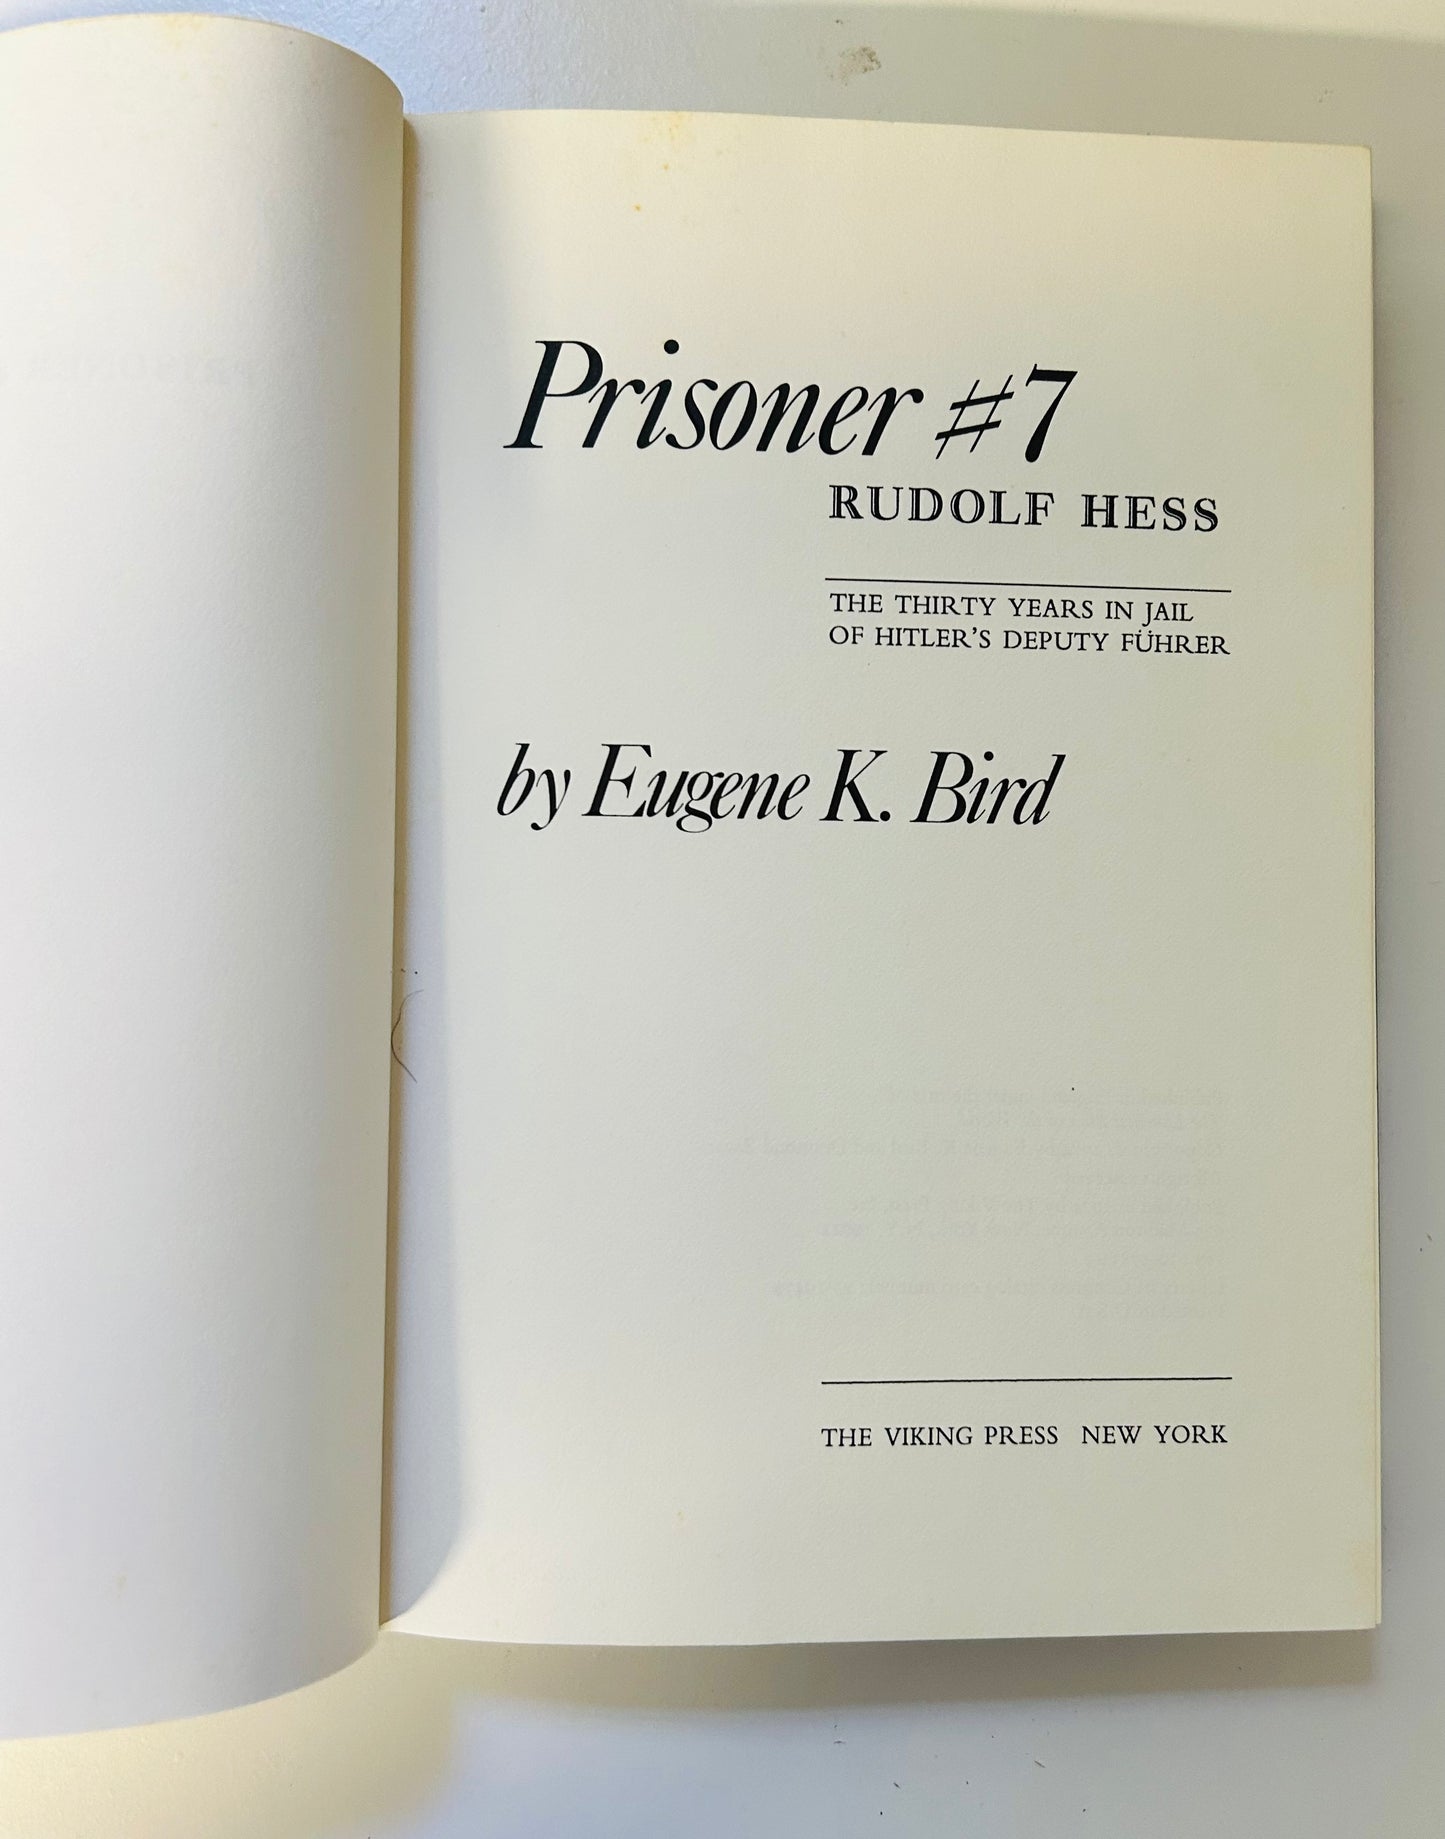 Prisoner #7
RUDOLF HESS
THE THIRTY YEARS IN JAIL
OF HITLER'S DEPUTY FÜHRER
by Eugene K. Bird
THE VIKING PRESS NEW YORK